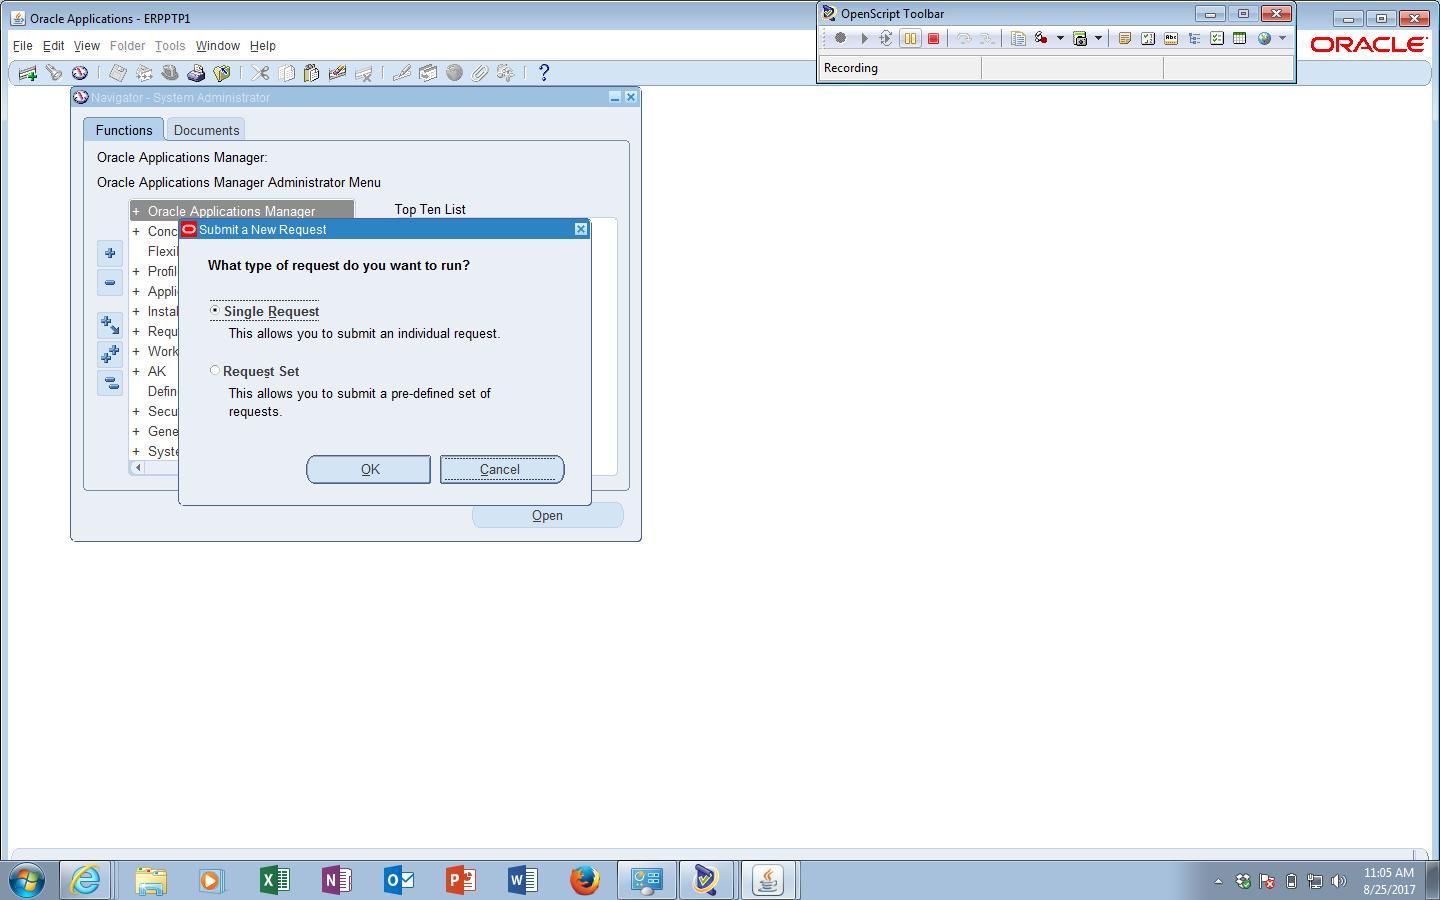 Oracle Applications - ERPPTP1
OpenScript Toolbar
File Edit View Folder Tools Window Help
ORACLE
Recording
Navigator - System Administrator
Functions Documents
Oracle Applications Manager:
Oracle Applications Manager Administrator Menu
+ Oracle Applications Manager
Top Ten List
+ Conc
Submit a New Request
Flexil
What type of request do you want to run?
+ Profil
+ Appli
+ Instal
Single Request
+ Requ
This allows you to submit an individual request.
+ Work
+ AK
Request Set
Defin
This allows you to submit a pre-defined set of
+ Secu
requests.
+ Gene
+ Syste
OK Cancel
Open
11:05 AM
8/25/2017